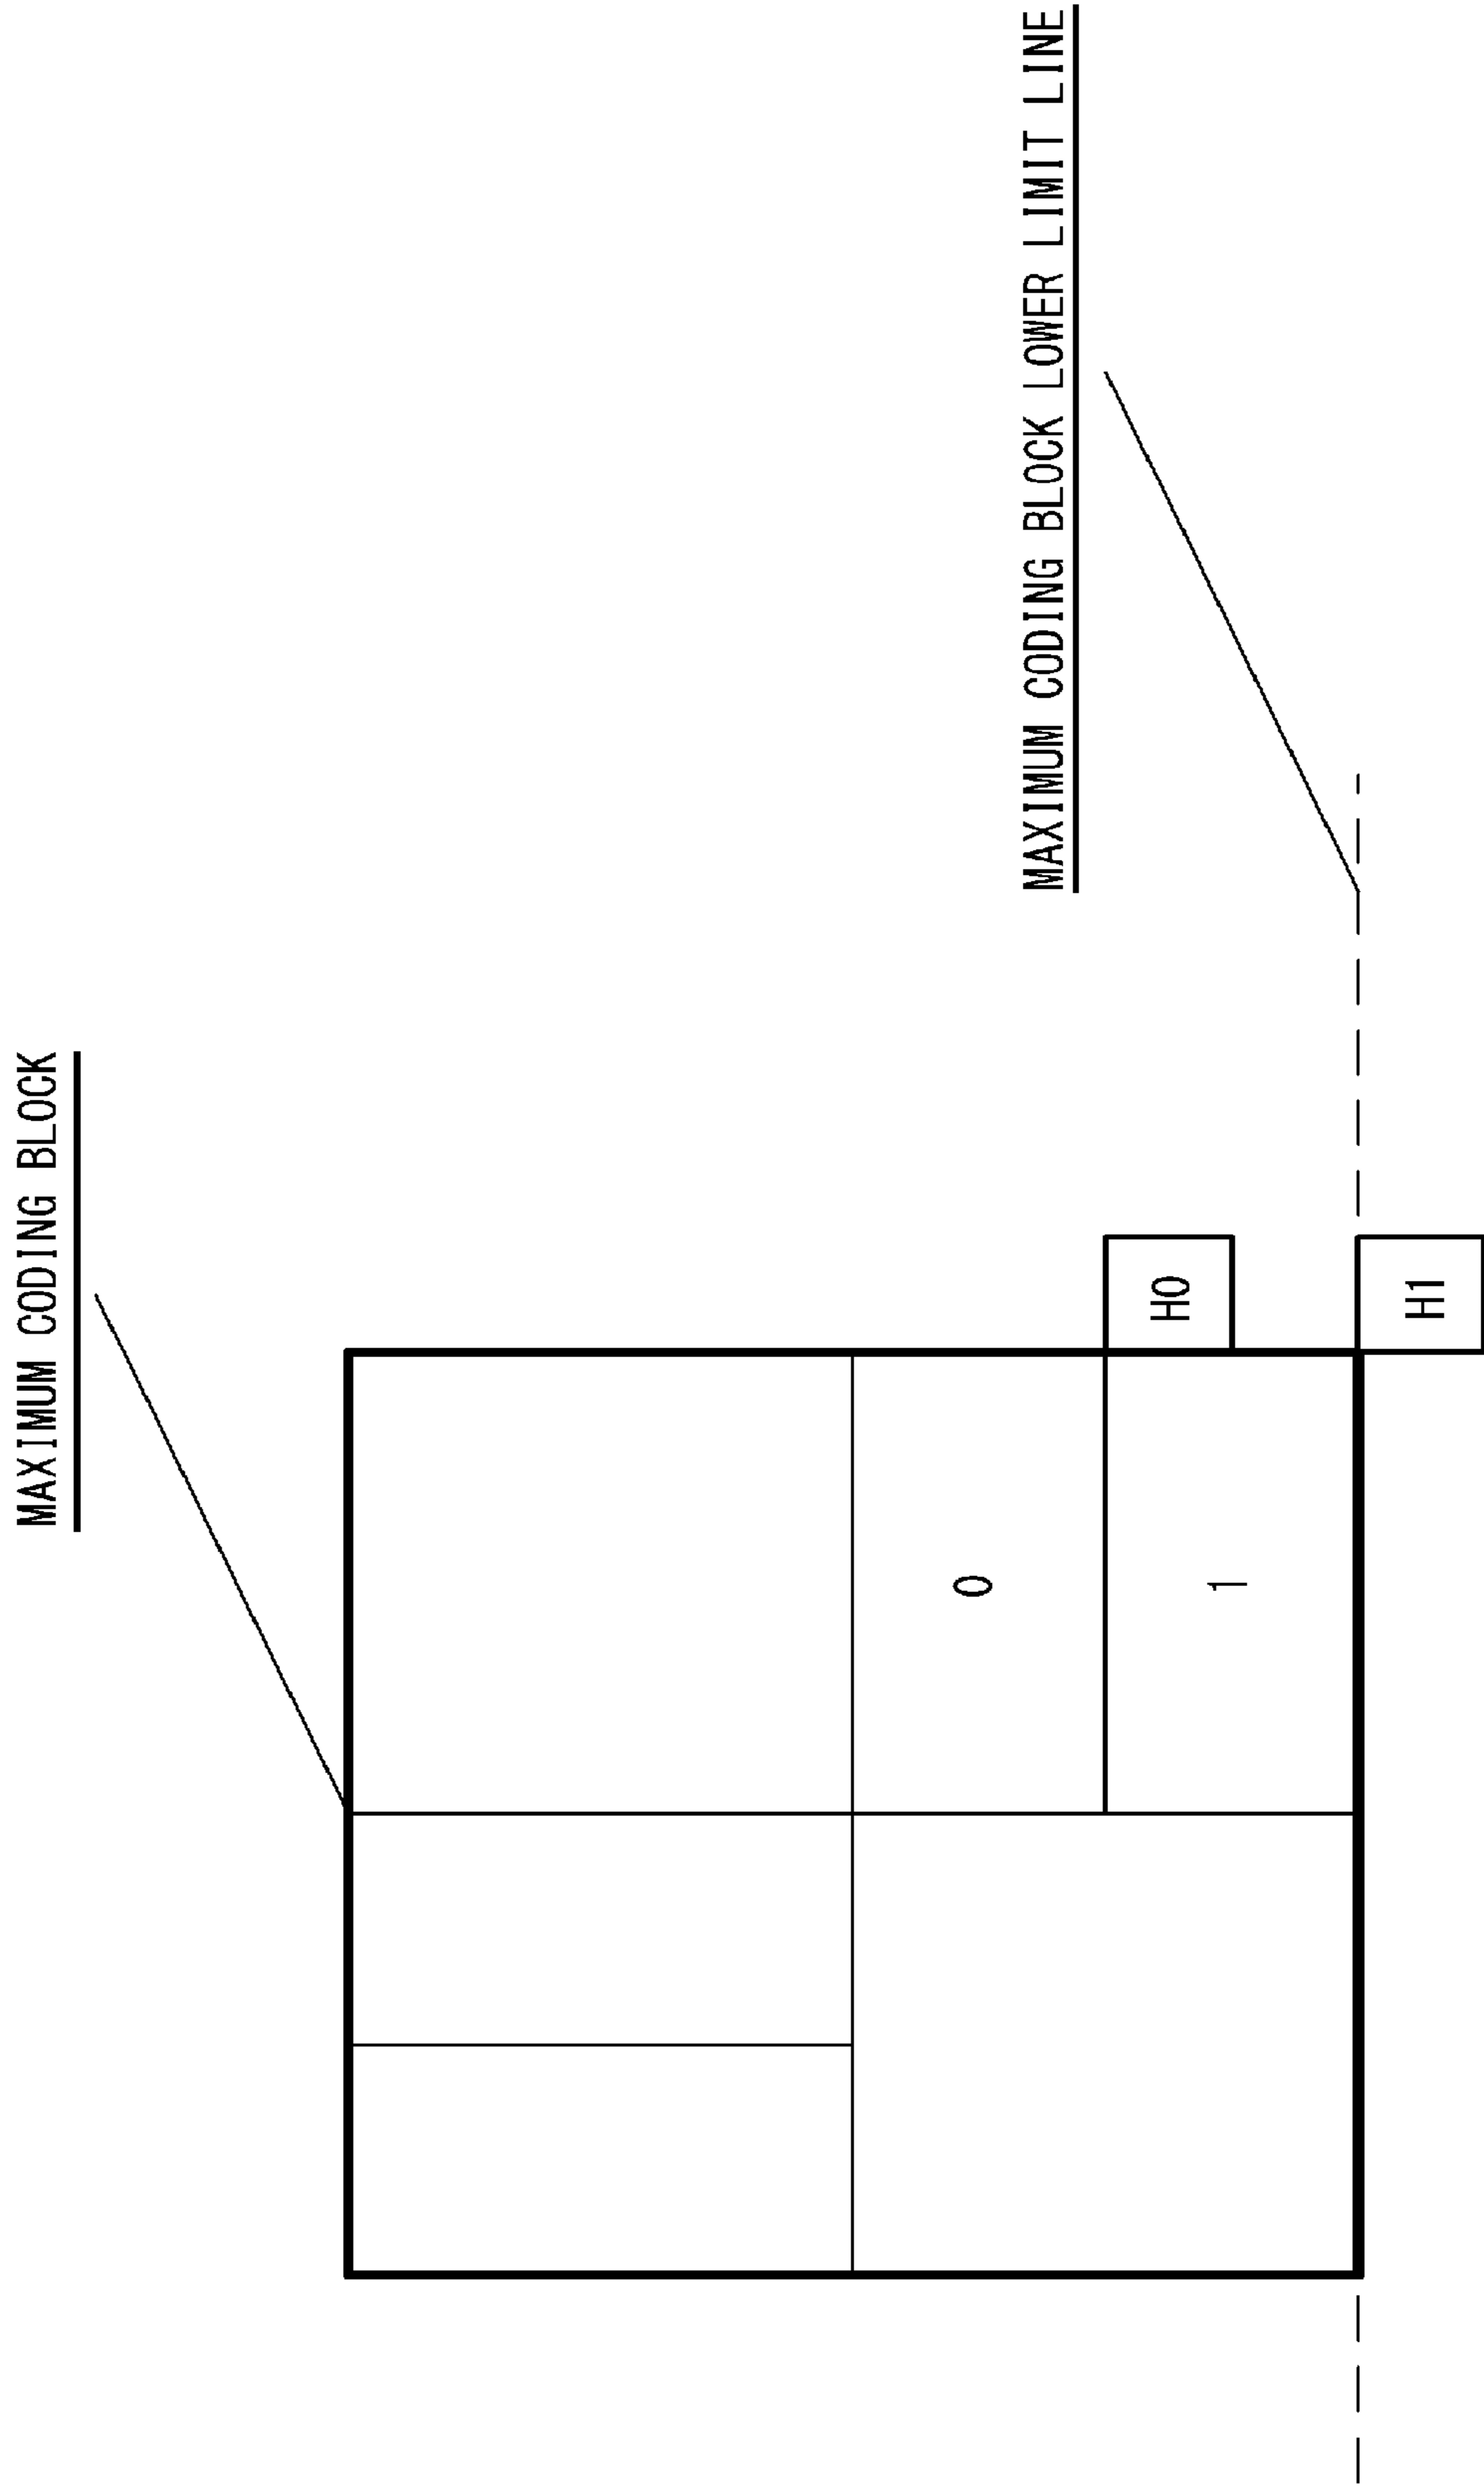 MAXIMUM CODING BLOCK
MAXIMUM CODING BLOCK LOWER LIMIT LINE
0
1
H0
H1